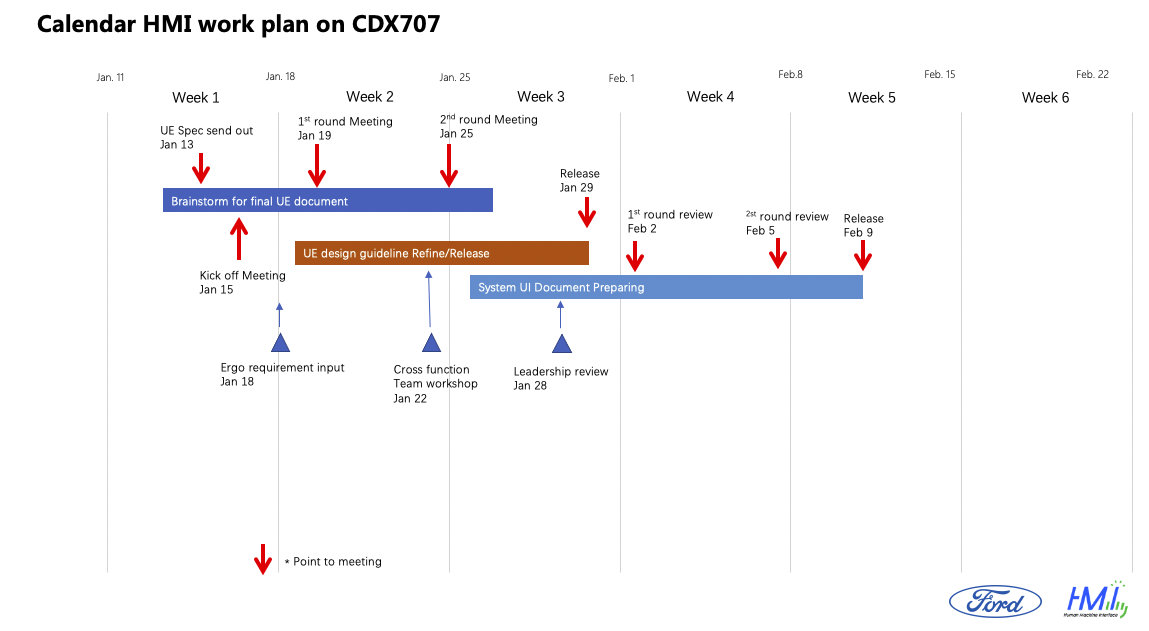 Calendar HMI work plan on CDX707
Jan. 11
Jan. 18
Jan. 25
Feb. 1
Feb.8
Feb. 15
Feb. 22
Week 1
Week 2
Week 3
Week 4
Week 5
Week 6
UE Spec send out
Jan 13
1st round Meeting
Jan 19
2nd round Meeting
Jan 25
Release
Jan 29
Brainstorm for final UE document
1st round review
Feb 2
2st round review
Feb 5
Release
Feb 9
UE design guideline Refine/Release
Kick off Meeting
Jan 15
System UI Document Preparing
Ergo requirement input
Jan 18
Cross function
Team workshop
Jan 22
Leadership review
Jan 28
* Point to meeting
Ford
HMI
Human Machine Interface